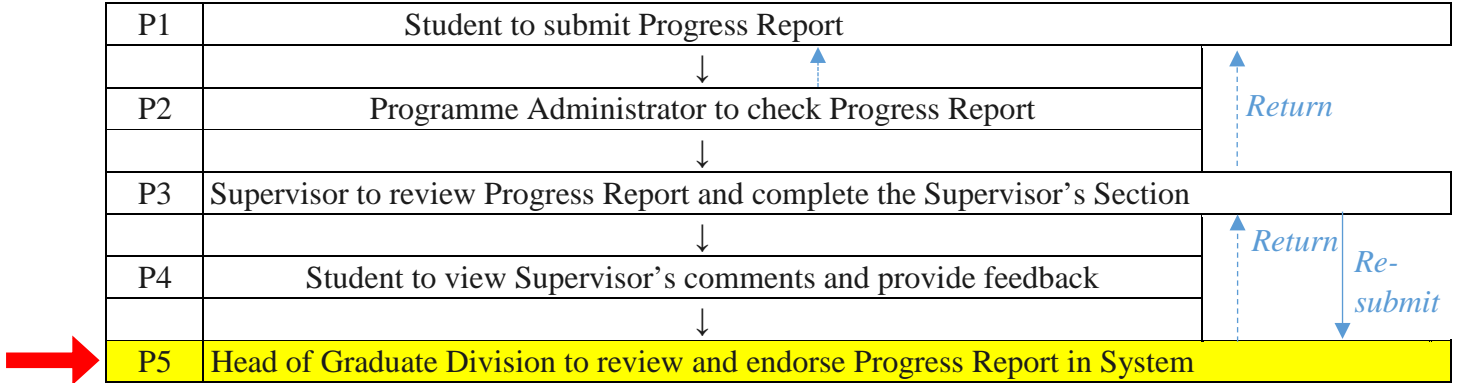 P1 Student to submit Progress Report
↓
P2 Programme Administrator to check Progress Report
Return
↓
P3 Supervisor to review Progress Report and complete the Supervisor’s Section
↓
Return
Re-
submit
P4 Student to view Supervisor’s comments and provide feedback
↓
P5 Head of Graduate Division to review and endorse Progress Report in System